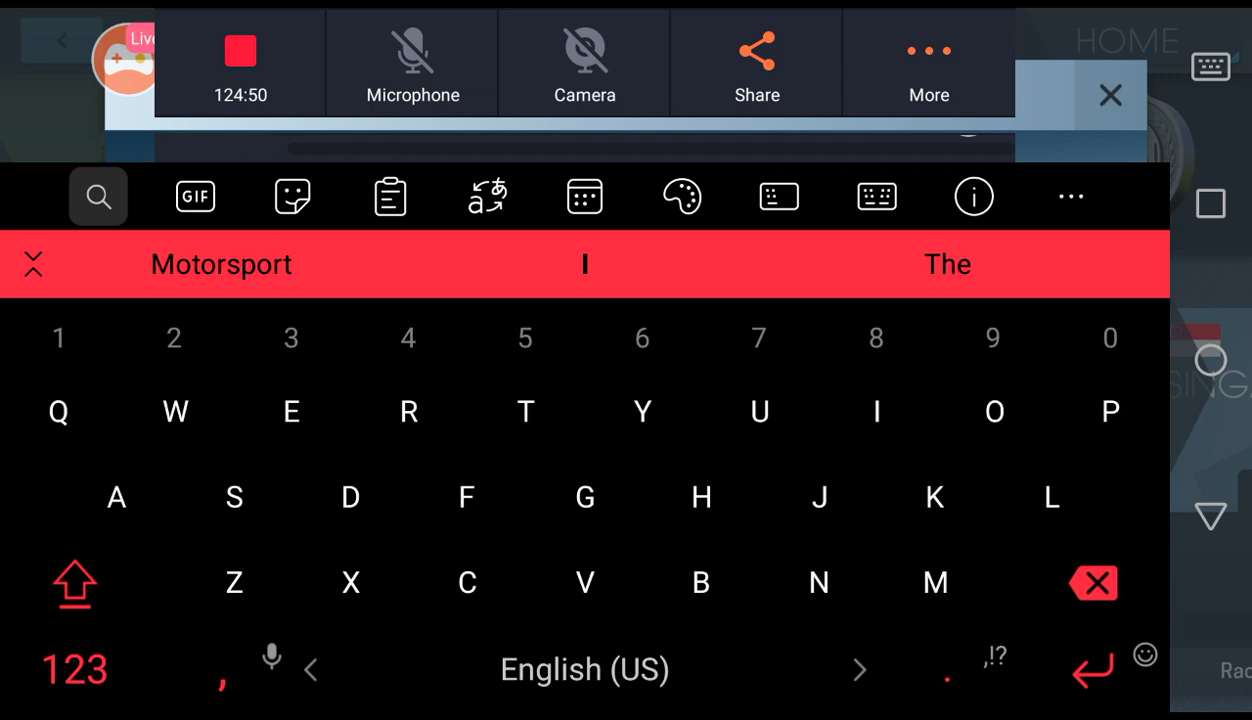 HOME
Live
124:50 Microphone Camera Share More
GIF
Motorsport I The
1 2 3 4 5 6 7 8 9 0
Q W E R T Y U I O P
A S D F G H J K L
Z X C V B N M
123 , English (US) . ,!?